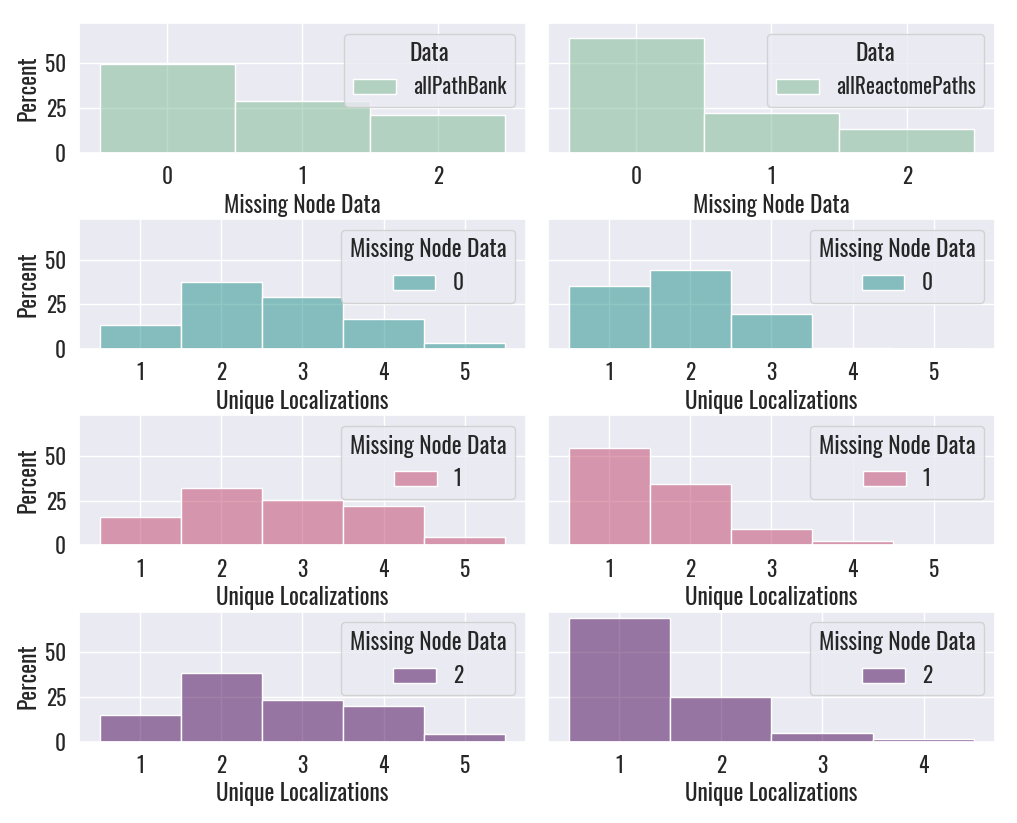 Percent
50
25
0
Data
allPathBank
0 1 2
Missing Node Data
Data
allReactomePaths
0 1 2
Missing Node Data
Percent
50
25
0
Missing Node Data
0
1 2 3 4 5
Unique Localizations
Missing Node Data
0
1 2 3 4 5
Unique Localizations
Percent
50
25
0
Missing Node Data
1
1 2 3 4 5
Unique Localizations
Missing Node Data
1
1 2 3 4 5
Unique Localizations
Percent
50
25
0
Missing Node Data
2
1 2 3 4 5
Unique Localizations
Missing Node Data
2
1 2 3 4
Unique Localizations